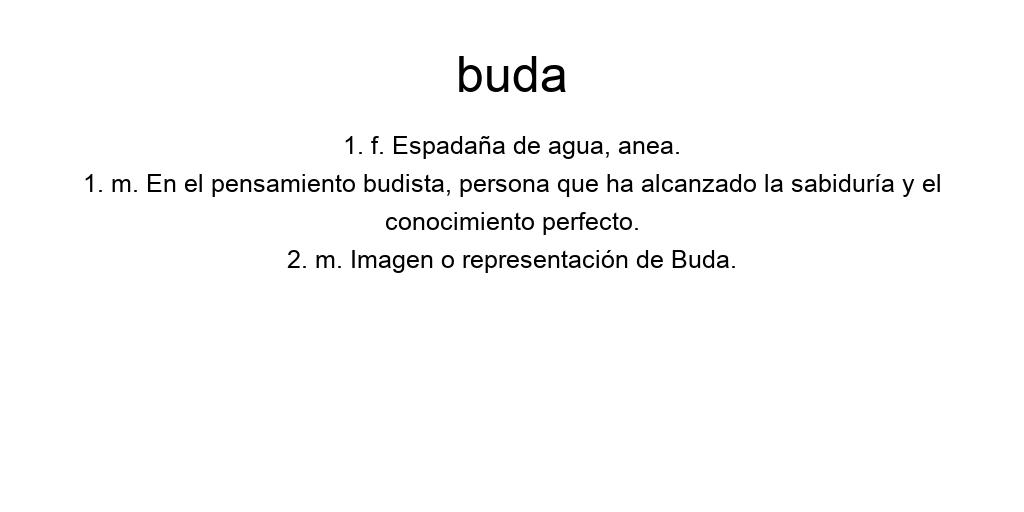 buda
1. f. Espadaña de agua, anea.
1. m. En el pensamiento budista, persona que ha alcanzado la sabiduría y el
conocimiento perfecto.
2. m. Imagen o representación de Buda.